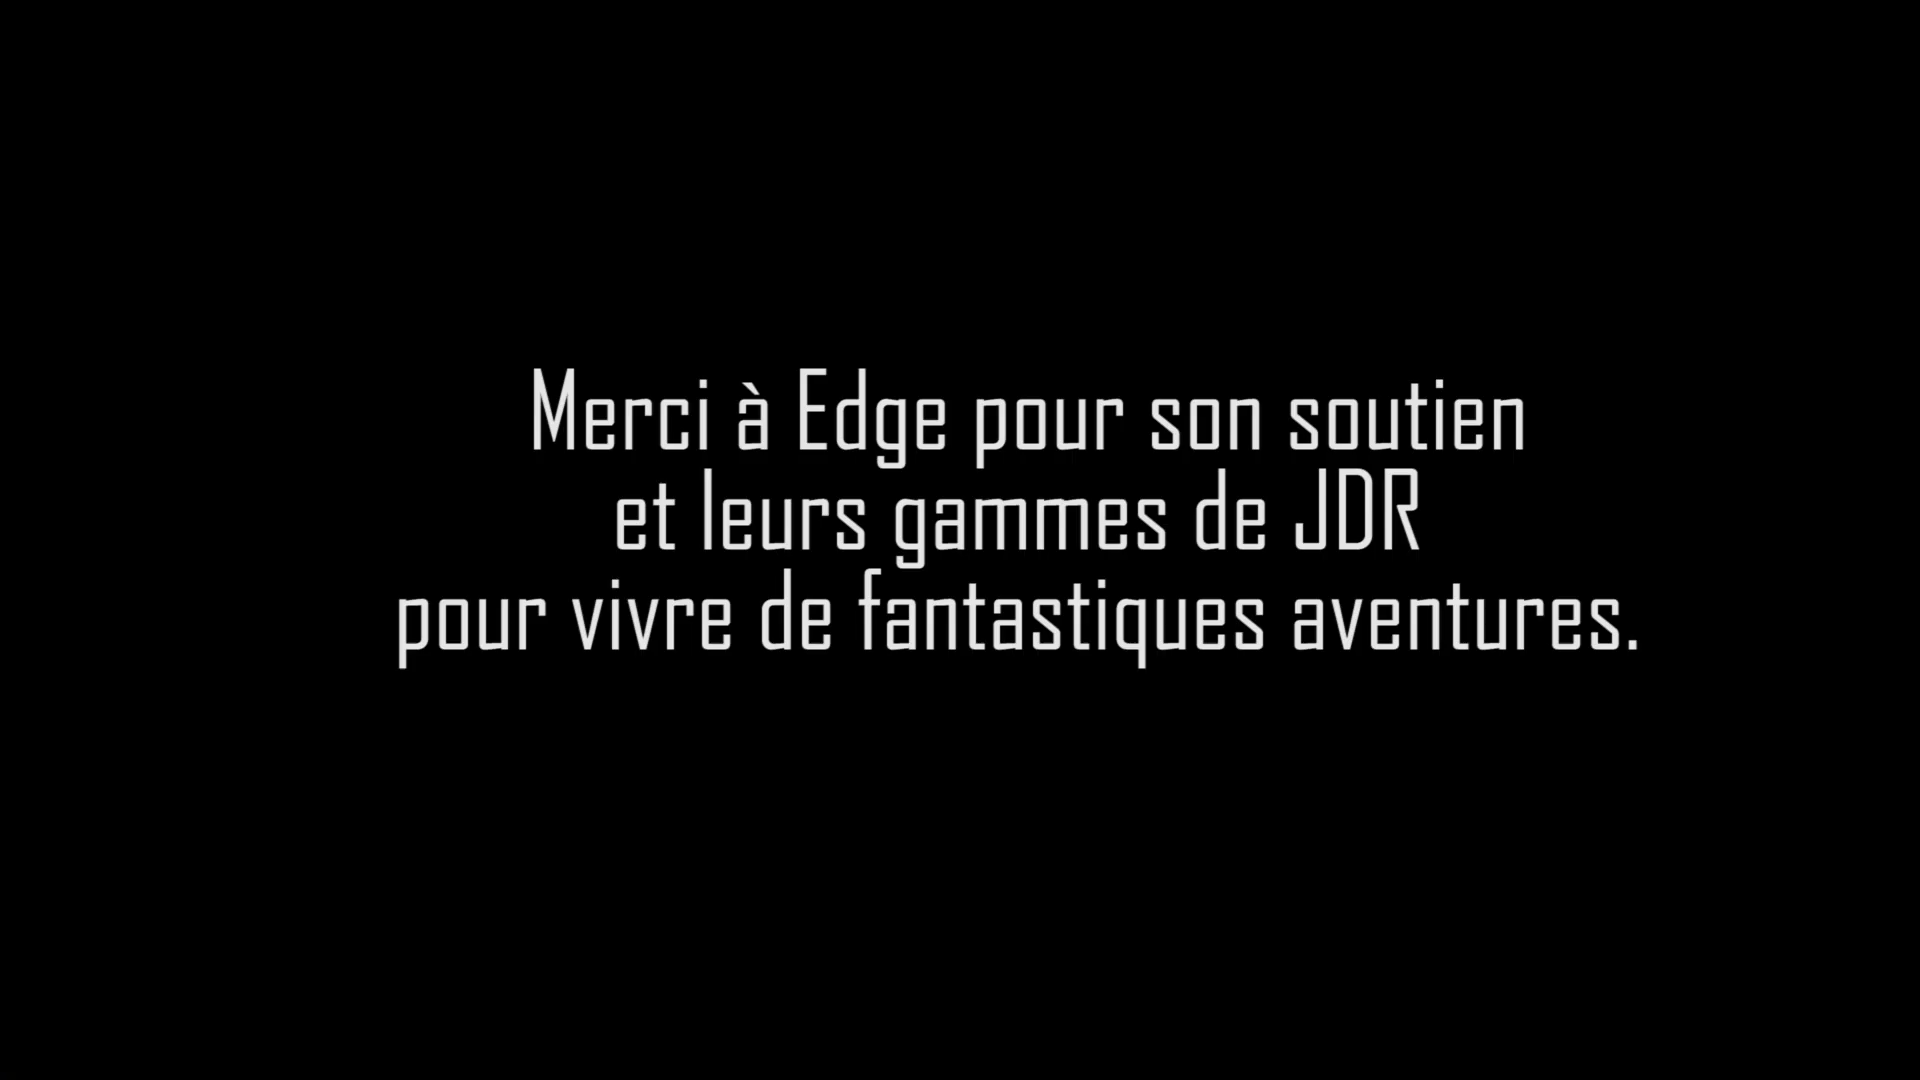 Merci à Edge pour son soutien
et leurs gammes de JDR
pour vivre de fantastiques aventures.